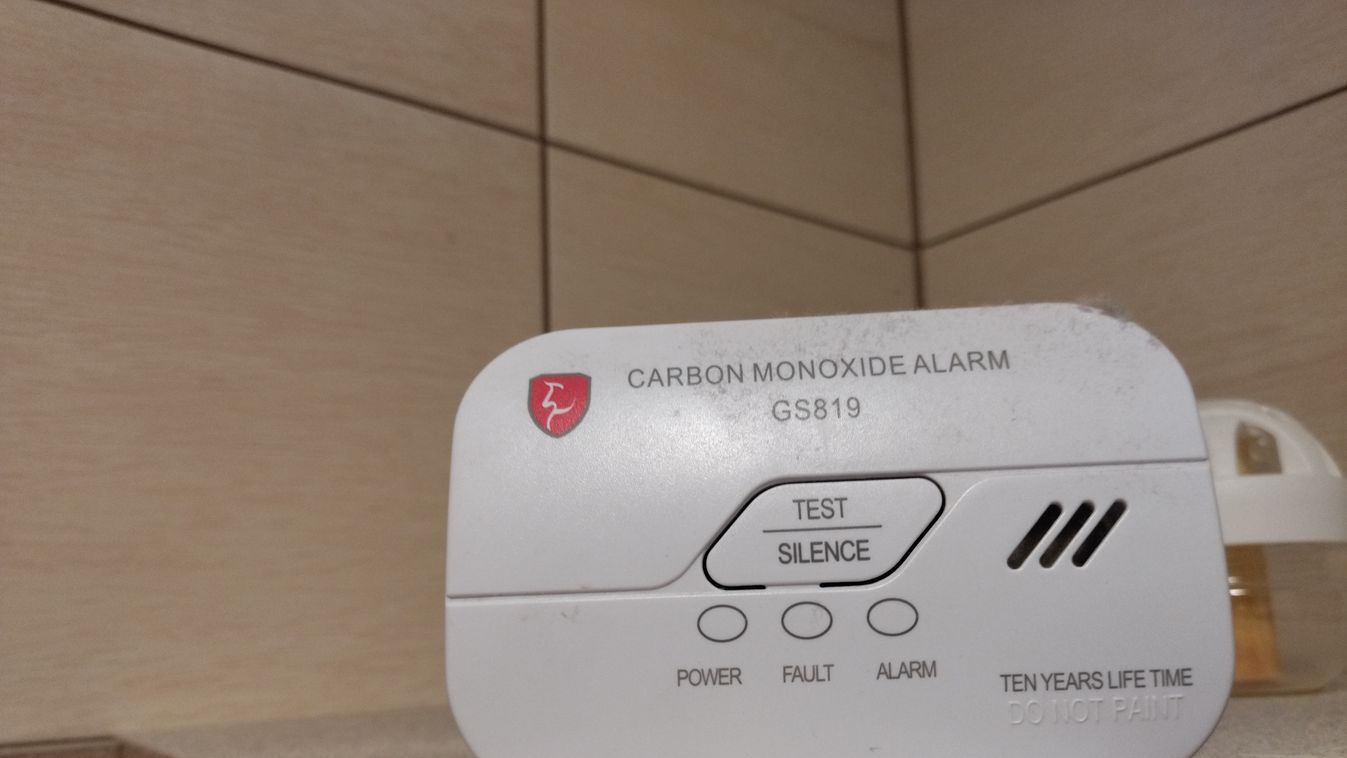 CARBON MONOXIDE ALARM
GS819
TEST
SILENCE
POWER FAULT ALARM
TEN YEARS LIFE TIME
DO NOT PAINT